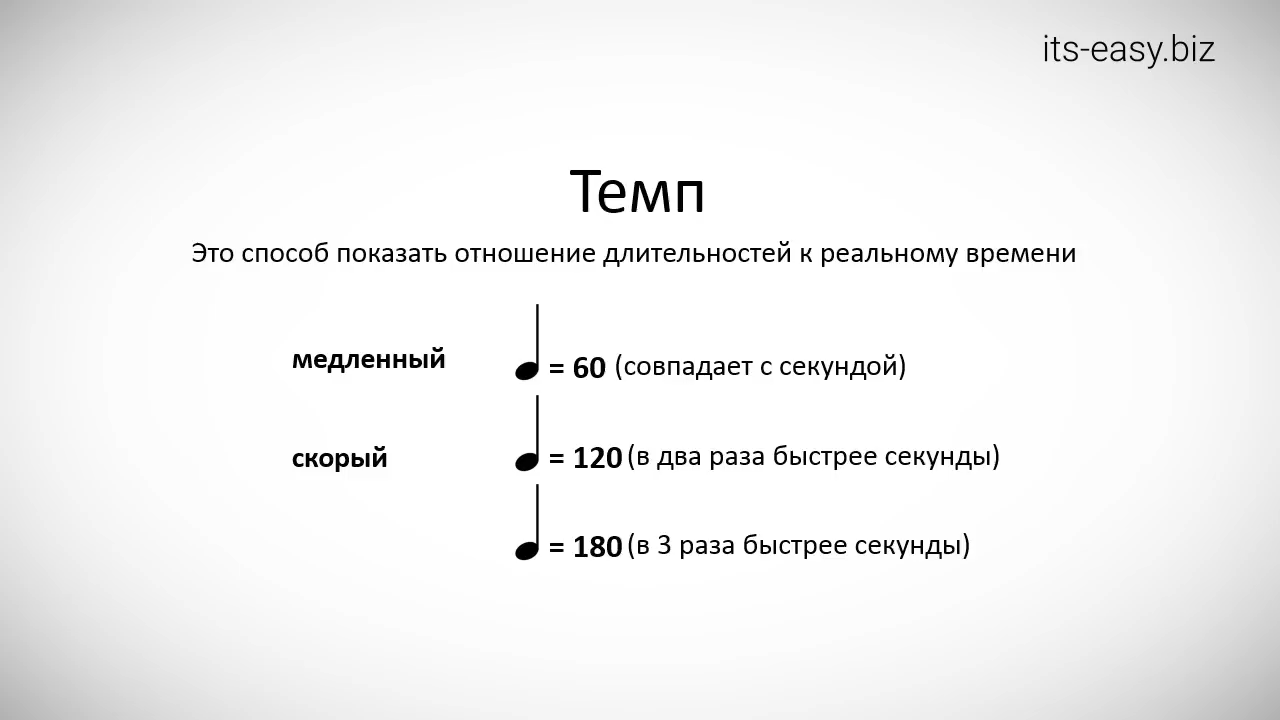 its-easy.biz
Темп
Это способ показать отношение длительностей к реальному времени
медленный = 60 (совпадает с секундой)
скорый = 120 (в два раза быстрее секунды)
= 180 (в 3 раза быстрее секунды)